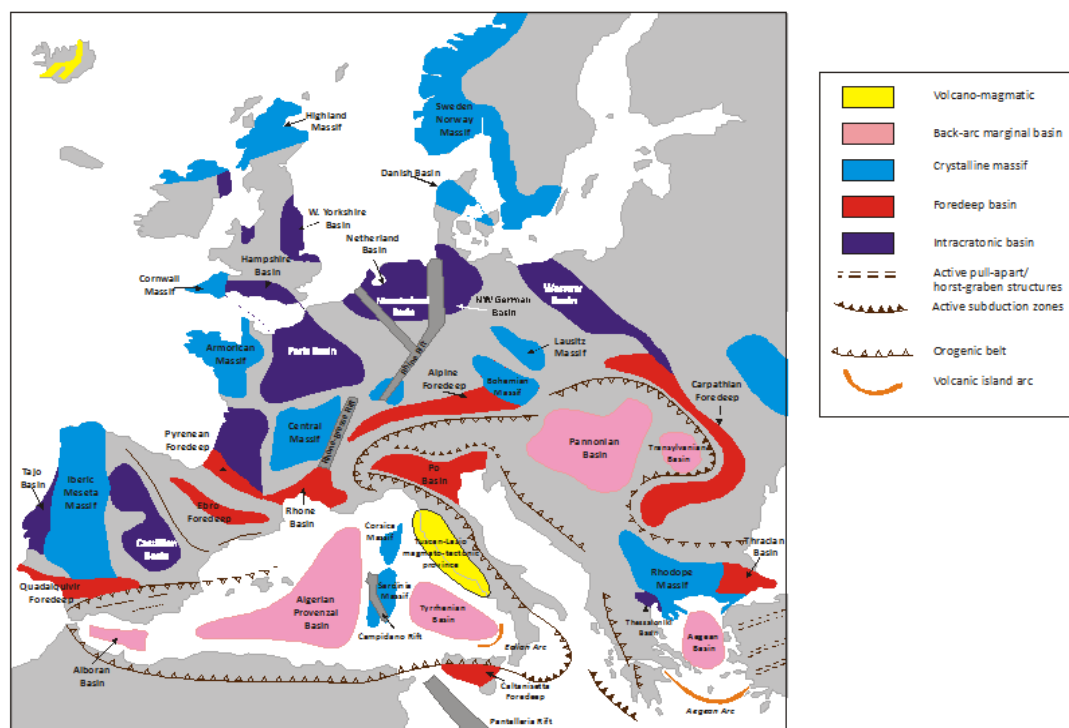 Highland
Massif
Sweden
Norway
Massif
Danish Basin
W. Yorkshire
Basin
Netherland
Basin
Hampshire
Basin
Cornwall
Massif
NW German
Basin
Warsaw
Basin
Armorican
Massif
Paris Basin
Rhine Rift
Lausitz
Massif
Bohemian
Massif
Alpine
Foredeep
Carpathian
Foredeep
Central
Massif
Pyrenean
Foredeep
Pannonian
Basin
Transylvanian
Basin
Tajo
Basin
Iberic
Meseta
Massif
Ebro
Foredeep
Rhone
Basin
Po
Basin
Castilian
Basin
Corsica
Massif
Tuscan-Lazio
magmato-tectonic
province
Thracian
Basin
Rhodope
Massif
Quadalquivir
Foredeep
Algerian
Provenzal
Basin
Sardinia
Massif
Tyrrhenian
Basin
Thessaloniki
Basin
Campidano Rift
Aegean
Basin
Eolian Arc
Alboran
Basin
Caltanisetta
Foredeep
Aegean Arc
Pantelleria Rift
Volcano-magmatic
Back-arc marginal basin
Crystalline massif
Foredeep basin
Intracratonic basin
Active pull-apart/
horst-graben structures
Active subduction zones
Orogenic belt
Volcanic island arc